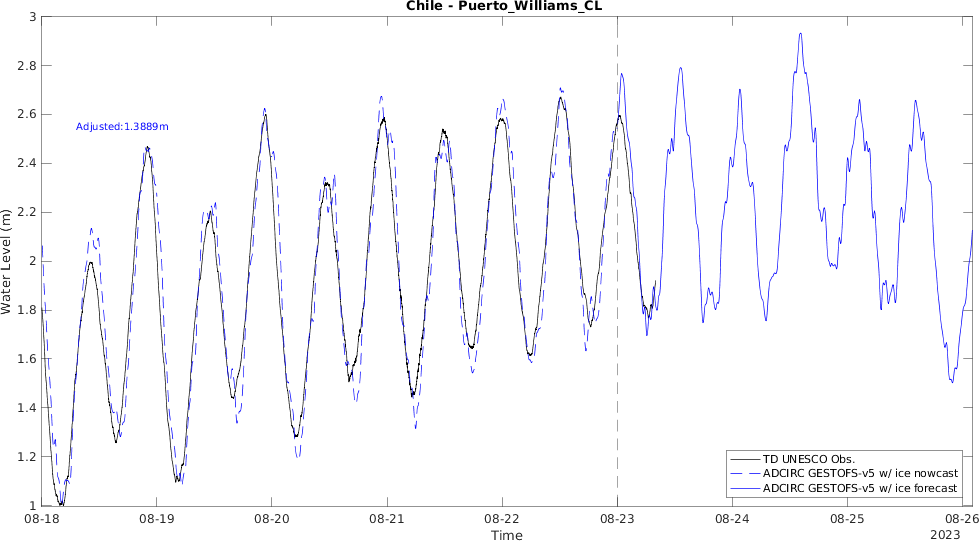 Chile - Puerto_Williams_CL
3
2.8
2.6
2.4
2.2
2
1.8
1.6
1.4
1.2
1
Water Level (m)
Adjusted:1.3889m
TD UNESCO Obs.
ADCIRC GESTOFS-v5 w/ ice nowcast
ADCIRC GESTOFS-v5 w/ ice forecast
08-18 08-19 08-20 08-21 08-22 08-23 08-24 08-25 08-26
Time
2023